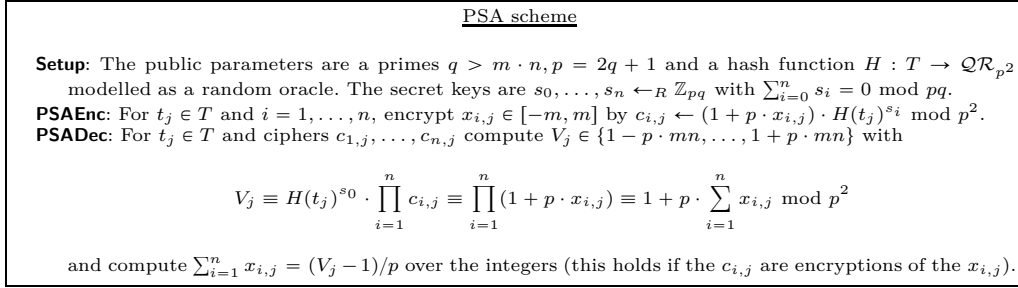 PSA scheme
Setup: The public parameters are a primes q > m · n, p = 2q + 1 and a hash function H : T → 𝒬ℛ_{p^2}
modelled as a random oracle. The secret keys are s_0, . . . , s_n ←_R ℤ_{pq} with ∑_{i=0}^{n} s_i = 0 mod pq.
PSAEnc: For t_j ∈ T and i = 1, . . . , n, encrypt x_{i,j} ∈ [−m, m] by c_{i,j} ← (1 + p · x_{i,j}) · H(t_j)^{s_i} mod p^2.
PSADec: For t_j ∈ T and ciphers c_{1,j}, . . . , c_{n,j} compute V_j ∈ {1 − p · mn, . . . , 1 + p · mn} with
V_j ≡ H(t_j)^{s_0} · ∏_{i=1}^{n} c_{i,j} ≡ ∏_{i=1}^{n} (1 + p · x_{i,j}) ≡ 1 + p · ∑_{i=1}^{n} x_{i,j} mod p^2
and compute ∑_{i=1}^{n} x_{i,j} = (V_j − 1)/p over the integers (this holds if the c_{i,j} are encryptions of the x_{i,j}).